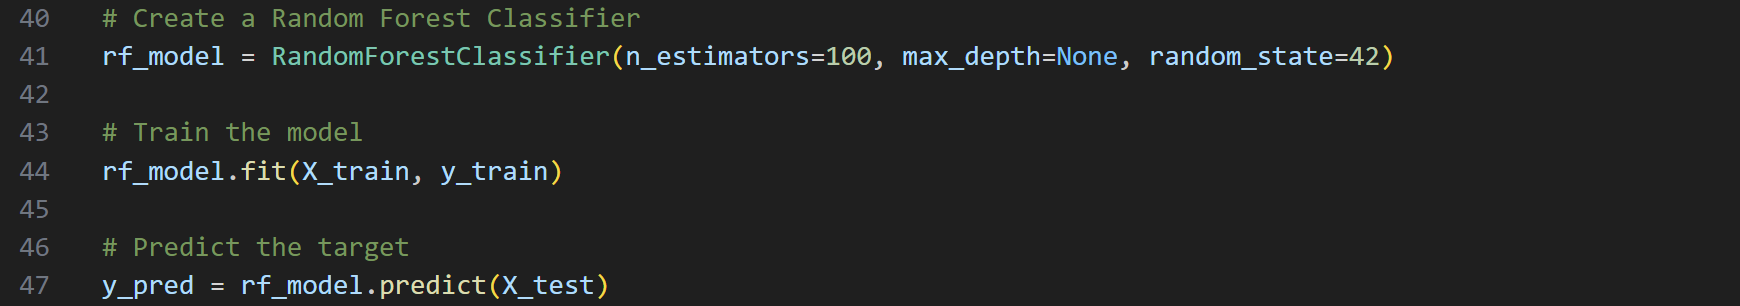 40 # Create a Random Forest Classifier
41 rf_model = RandomForestClassifier(n_estimators=100, max_depth=None, random_state=42)
42
43 # Train the model
44 rf_model.fit(X_train, y_train)
45
46 # Predict the target
47 y_pred = rf_model.predict(X_test)